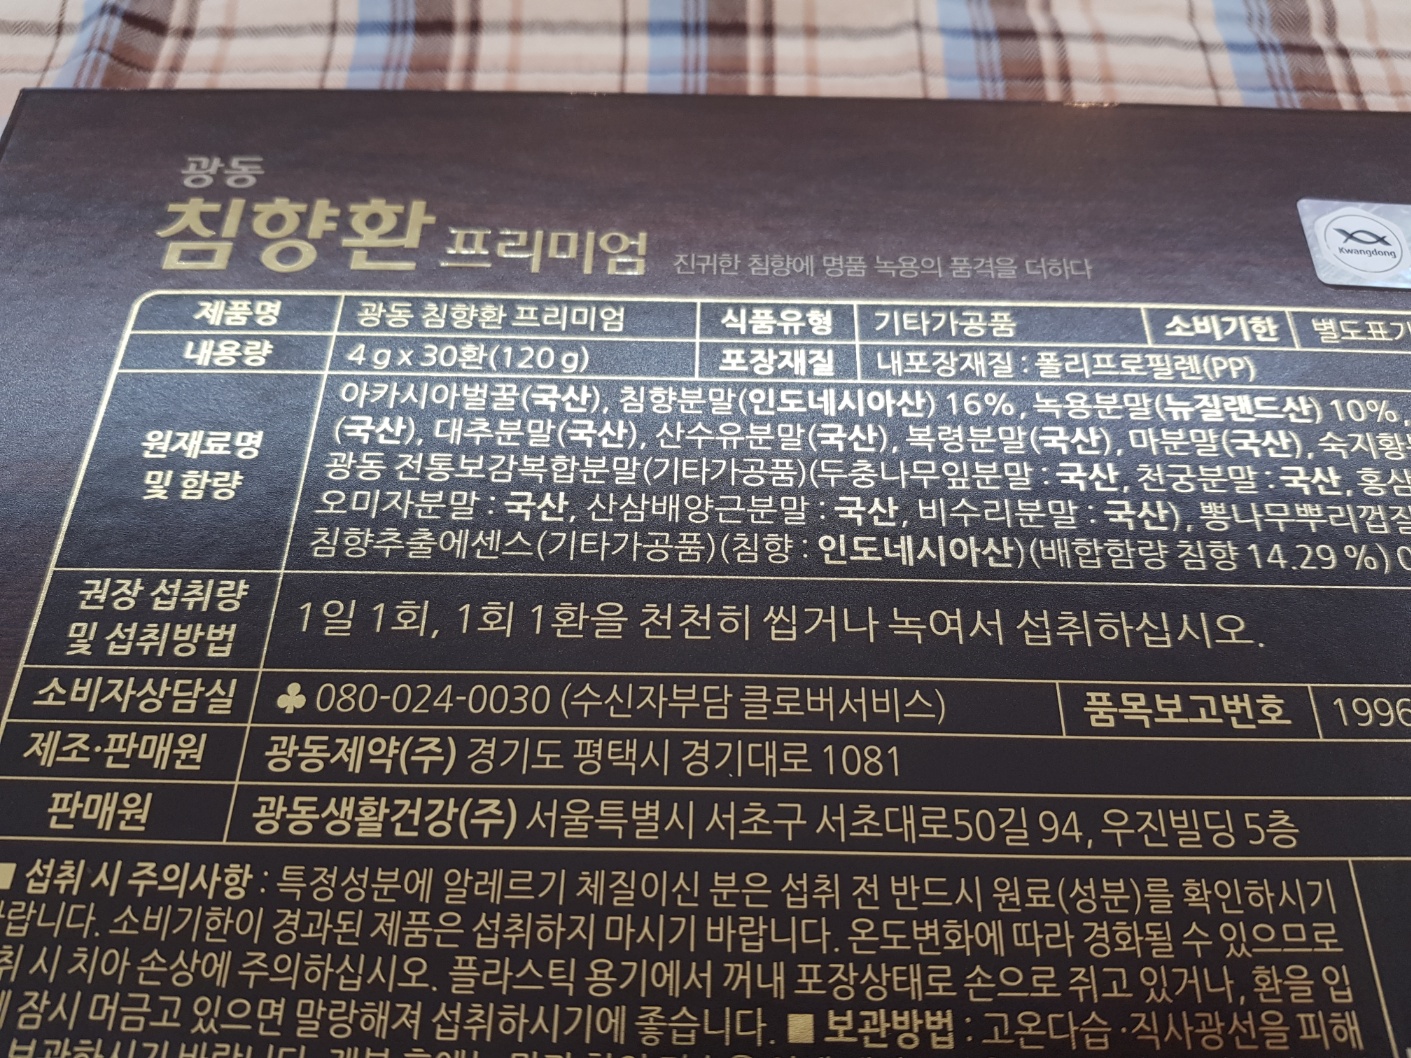 광동
침향환 프리미엄 진귀한 침향에 명품 녹용의 품격을 더하다
Kwangdong
제품명 광동 침향환 프리미엄 식품유형 기타가공품 소비기한 별도표기
내용량 4g x 30환(120g) 포장재질 내포장재질 : 폴리프로필렌(PP)
원재료명 및 함량
아카시아벌꿀(국산), 침향분말(인도네시아산) 16%, 녹용분말(뉴질랜드산) 10%,
(국산), 대추분말(국산), 산수유분말(국산), 복령분말(국산), 마분말(국산), 숙지황
광동 전통보감복합분말(기타가공품)(두충나무잎분말 : 국산, 천궁분말 : 국산, 홍삼
오미자분말 : 국산, 산삼배양근분말 : 국산, 비수리분말 : 국산), 뽕나무뿌리껍질
침향추출에센스(기타가공품)(침향 : 인도네시아산)(배합함량 침향 14.29 %)
권장 섭취량
및 섭취방법
1일 1회, 1회 1환을 천천히 씹거나 녹여서 섭취하십시오.
소비자상담실 ♣ 080-024-0030 (수신자부담 클로버서비스) 품목보고번호 1996
제조·판매원 광동제약(주) 경기도 평택시 경기대로 1081
판매원 광동생활건강(주) 서울특별시 서초구 서초대로50길 94, 우진빌딩 5층
■ 섭취 시 주의사항 : 특정성분에 알레르기 체질이신 분은 섭취 전 반드시 원료(성분)를 확인하시기
바랍니다. 소비기한이 경과된 제품은 섭취하지 마시기 바랍니다. 온도변화에 따라 경화될 수 있으므로
취 시 치아 손상에 주의하십시오. 플라스틱 용기에서 꺼내 포장상태로 손으로 쥐고 있거나, 환을 입
에 잠시 머금고 있으면 말랑해져 섭취하시기에 좋습니다. ■ 보관방법 : 고온다습·직사광선을 피해
보관하시기 바랍니다.